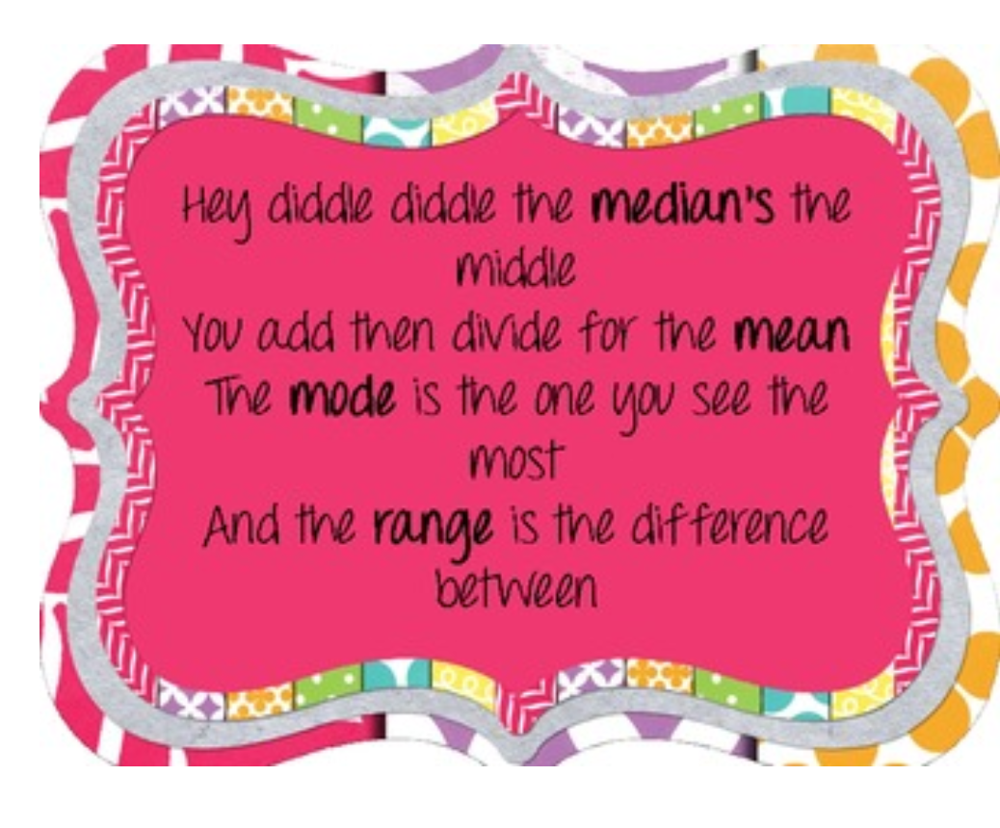 Hey diddle diddle the median's the
middle
You add then divide for the mean
The mode is the one you see the
most
And the range is the difference
between